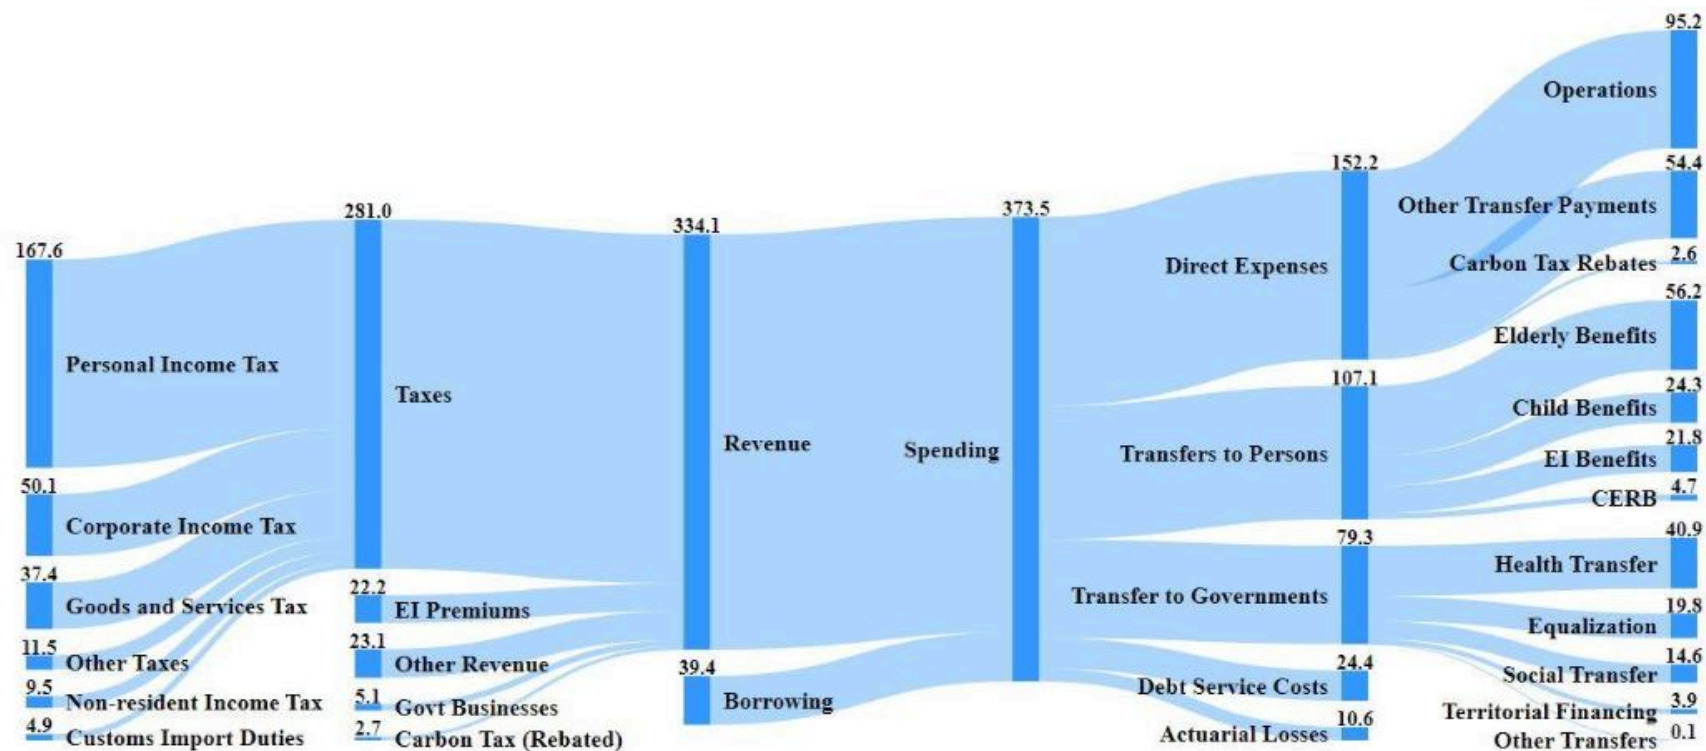 167.6
Personal Income Tax
50.1
Corporate Income Tax
37.4
Goods and Services Tax
11.5
Other Taxes
9.5
Non-resident Income Tax
4.9
Customs Import Duties
281.0
Taxes
22.2
EI Premiums
23.1
Other Revenue
5.1
Govt Businesses
2.7
Carbon Tax (Rebated)
334.1
Revenue
39.4
Borrowing
373.5
Spending
152.2
Direct Expenses
107.1
Transfers to Persons
79.3
Transfer to Governments
24.4
Debt Service Costs
10.6
Actuarial Losses
95.2
Operations
54.4
Other Transfer Payments
2.6
Carbon Tax Rebates
56.2
Elderly Benefits
24.3
Child Benefits
21.8
EI Benefits
4.7
CERB
40.9
Health Transfer
19.8
Equalization
14.6
Social Transfer
3.9
Territorial Financing
0.1
Other Transfers